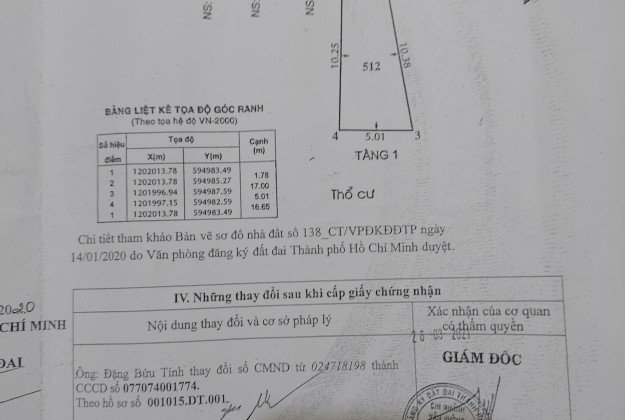 NS:
NS:
NS
10.25
10.38
512
4
5.01
3
TẦNG 1
Thổ cư
BẢNG LIỆT KÊ TỌA ĐỘ GÓC RANH
(Theo tọa hệ độ VN-2000)
Số hiệu điểm Tọa độ Cạnh (m)
X(m) Y(m)
1 1202013.78 594983.49
1.78
2 1202013.78 594985.27
17.00
3 1201996.94 594987.59
5.01
4 1201997.15 594982.59
16.65
1 1202013.78 594983.49
Chi tiết tham khảo Bản vẽ sơ đồ nhà đất số 138_CT/VPĐKĐĐTP ngày
14/01/2020 do Văn phòng đăng ký đất đai Thành phố Hồ Chí Minh duyệt.
2020
CHÍ MINH
ĐAI
IV. Những thay đổi sau khi cấp giấy chứng nhận
Nội dung thay đổi và cơ sở pháp lý
Xác nhận của cơ quan
có thẩm quyền
26 -03- 2021
Ông: Đặng Bửu Tính thay đổi số CMND từ 024718198 thành
CCCD số 077074001774.
Theo hồ sơ số 001015.DT.001.
GIÁM ĐỐC